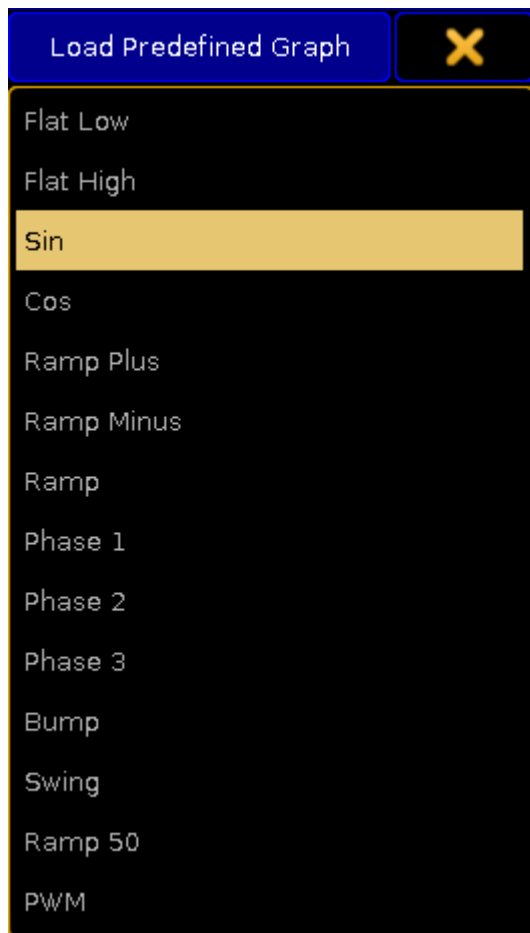 Load Predefined Graph
Flat Low
Flat High
Sin
Cos
Ramp Plus
Ramp Minus
Ramp
Phase 1
Phase 2
Phase 3
Bump
Swing
Ramp 50
PWM